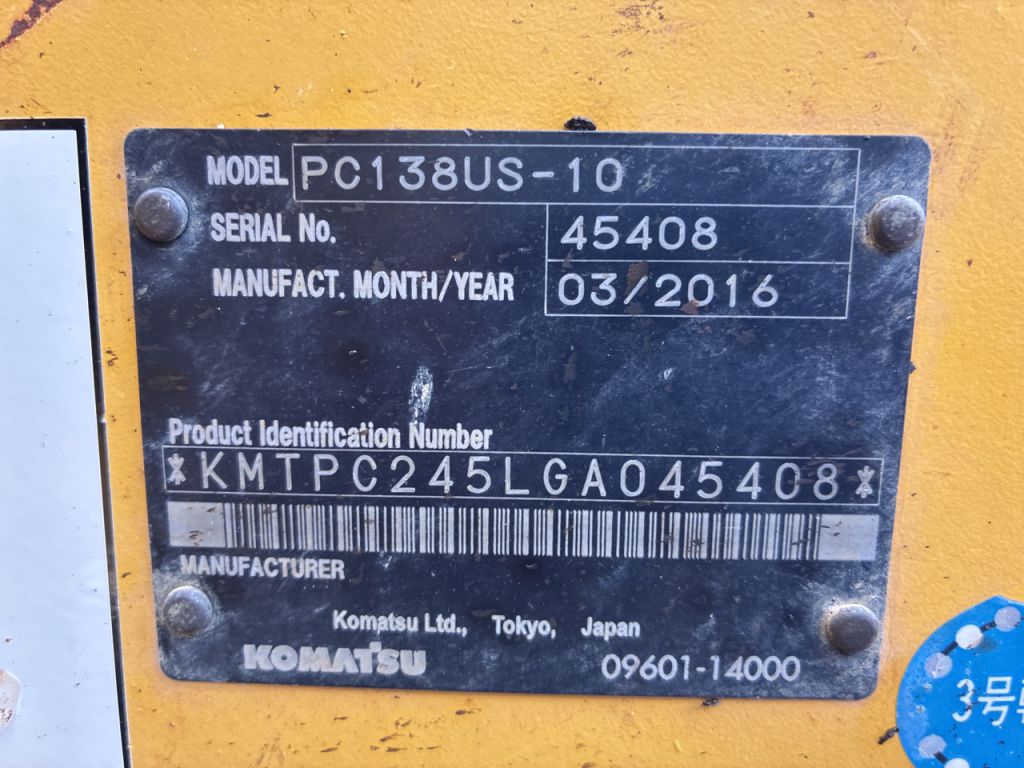 MODEL PC138US-10
SERIAL No. 45408
MANUFACT. MONTH/YEAR 03/2016
Product Identification Number
*KMTPC245LGA045408*
MANUFACTURER
Komatsu Ltd., Tokyo, Japan
KOMATSU 09601-14000
3号